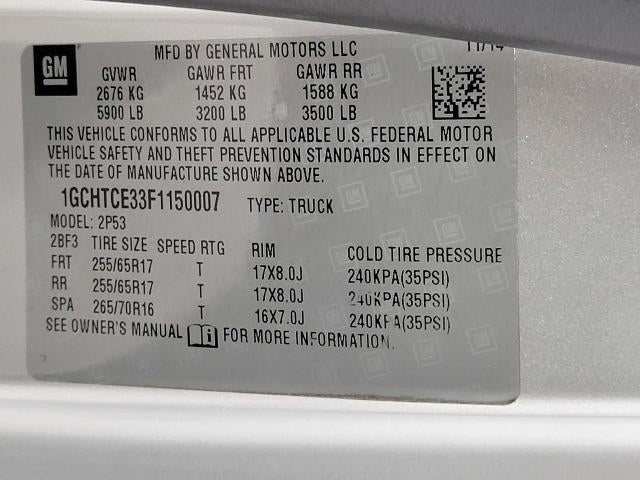 GM
MFD BY GENERAL MOTORS LLC 11/14
GVWR GAWR FRT GAWR RR
2676 KG 1452 KG 1588 KG
5900 LB 3200 LB 3500 LB
THIS VEHICLE CONFORMS TO ALL APPLICABLE U.S. FEDERAL MOTOR
VEHICLE SAFETY AND THEFT PREVENTION STANDARDS IN EFFECT ON
THE DATE OF MANUFACTURE SHOWN ABOVE.
1GCHTCE33F1150007 TYPE: TRUCK
MODEL: 2P53
2BF3 TIRE SIZE SPEED RTG RIM COLD TIRE PRESSURE
FRT 255/65R17 T 17X8.0J 240KPA(35PSI)
RR 255/65R17 T 17X8.0J 240KPA(35PSI)
SPA 265/70R16 T 16X7.0J 240KPA(35PSI)
SEE OWNER'S MANUAL FOR MORE INFORMATION.